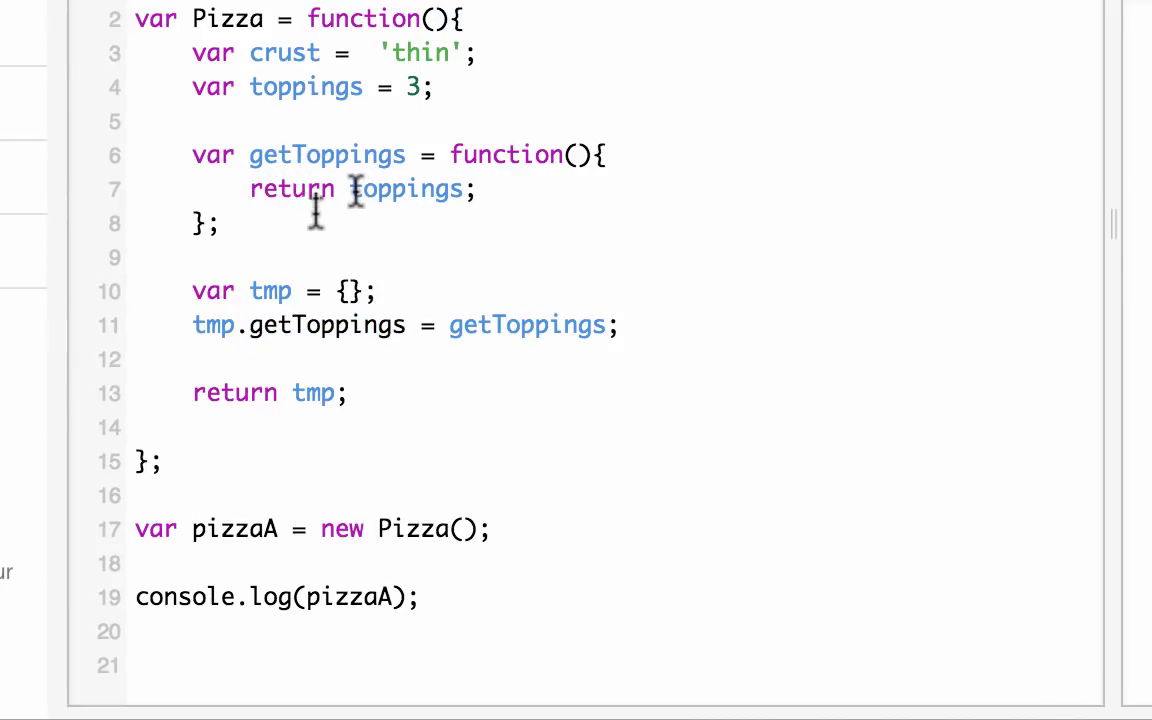 2 var Pizza = function(){
3 var crust =  'thin';
4 var toppings = 3;
5
6 var getToppings = function(){
7 return toppings;
8 };
9
10 var tmp = {};
11 tmp.getToppings = getToppings;
12
13 return tmp;
14
15 };
16
17 var pizzaA = new Pizza();
18
ur
19 console.log(pizzaA);
20
21